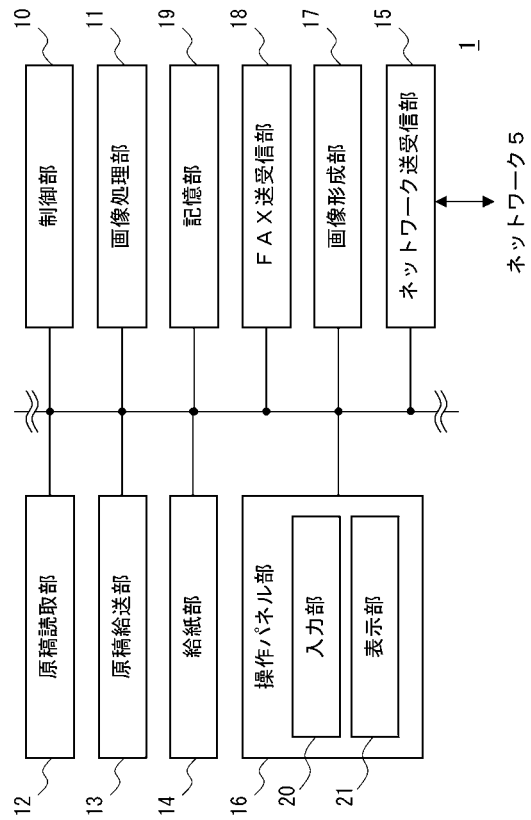 12 原稿読取部
13 原稿給送部
14 給紙部
16 操作パネル部
20 入力部
21 表示部
制御部 10
画像処理部 11
記憶部 19
ＦＡＸ送受信部 18
画像形成部 17
ネットワーク送受信部 15
1
ネットワーク５